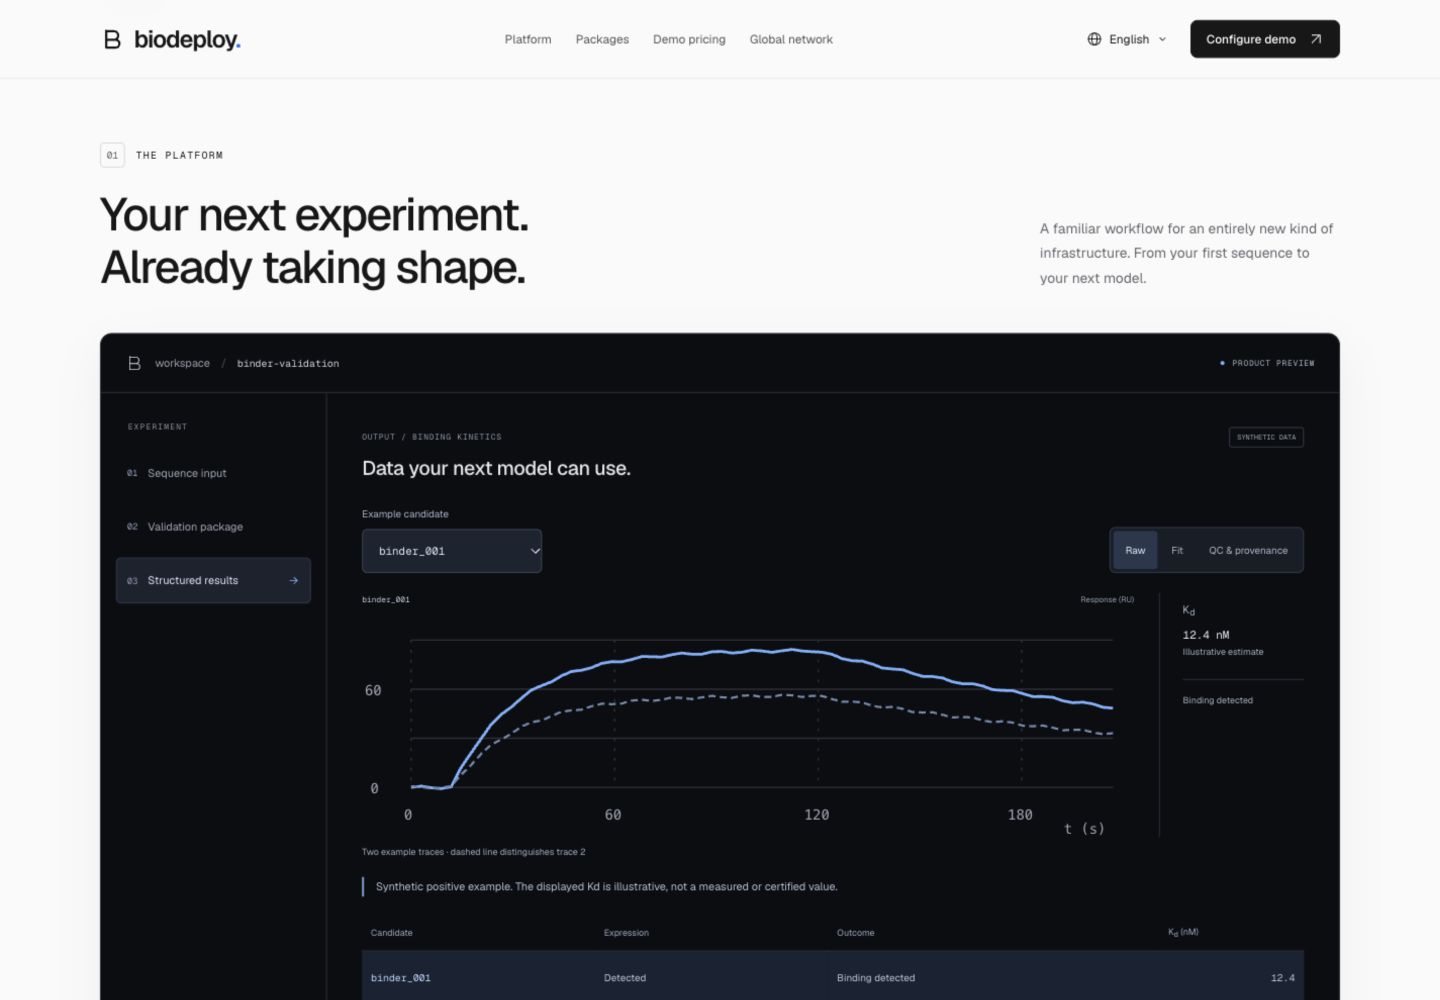 biodeploy.
Platform
Packages
Demo pricing
Global network
English
Configure demo
01
THE PLATFORM
Your next experiment.
Already taking shape.
A familiar workflow for an entirely new kind of
infrastructure. From your first sequence to
your next model.
workspace / binder-validation
PRODUCT PREVIEW
EXPERIMENT
01 Sequence input
02 Validation package
03 Structured results →
OUTPUT / BINDING KINETICS
SYNTHETIC DATA
Data your next model can use.
Example candidate
binder_001
Raw
Fit
QC & provenance
binder_001
Response (RU)
60
0
0
60
120
180
t (s)
Kd
12.4 nM
Illustrative estimate
Binding detected
Two example traces · dashed line distinguishes trace 2
Synthetic positive example. The displayed Kd is illustrative, not a measured or certified value.
Candidate Expression Outcome Kd (nM)
binder_001 Detected Binding detected 12.4